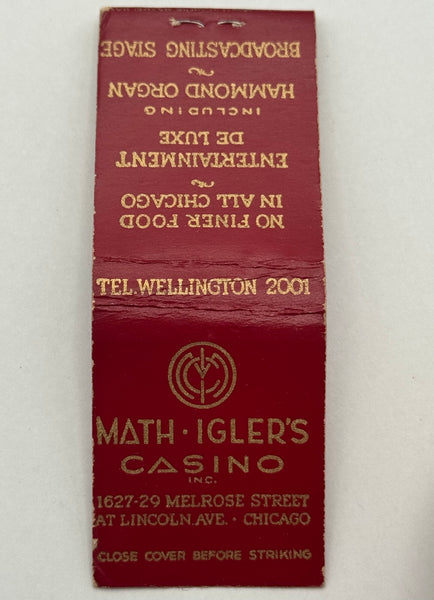 NO FINER FOOD
IN ALL CHICAGO
~
ENTERTAINMENT
DE LUXE
INCLUDING
HAMMOND ORGAN
~
BROADCASTING STAGE
TEL. WELLINGTON 2001
MATH · IGLER'S
CASINO
INC.
1627-29 MELROSE STREET
AT LINCOLN AVE. · CHICAGO
CLOSE COVER BEFORE STRIKING